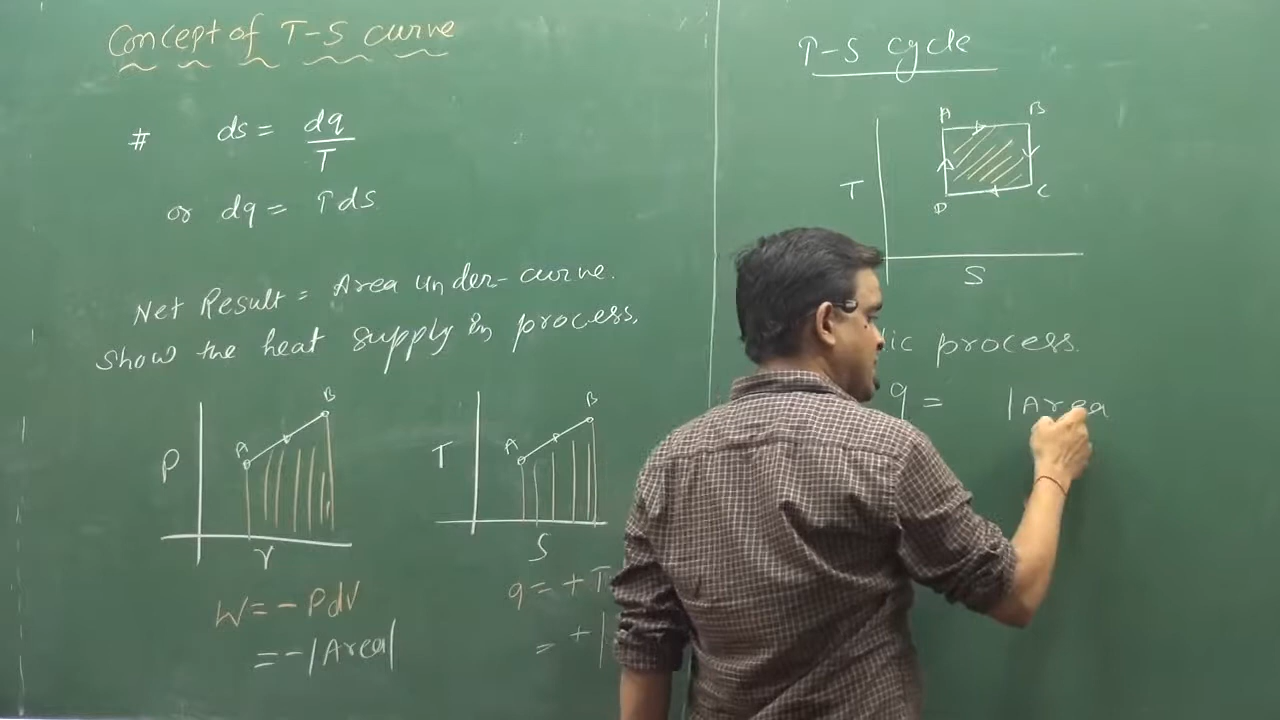 Concept of T-S curve
# ds = dq/T
or dq = Tds
Net Result = Area under-curve.
show the heat supply in process,
P
A
B
V
W = - PdV
= -|Area|
T
A
B
S
q = + T
= + |
T-S cycle
A
B
T
D
C
S
process.
q = |Area